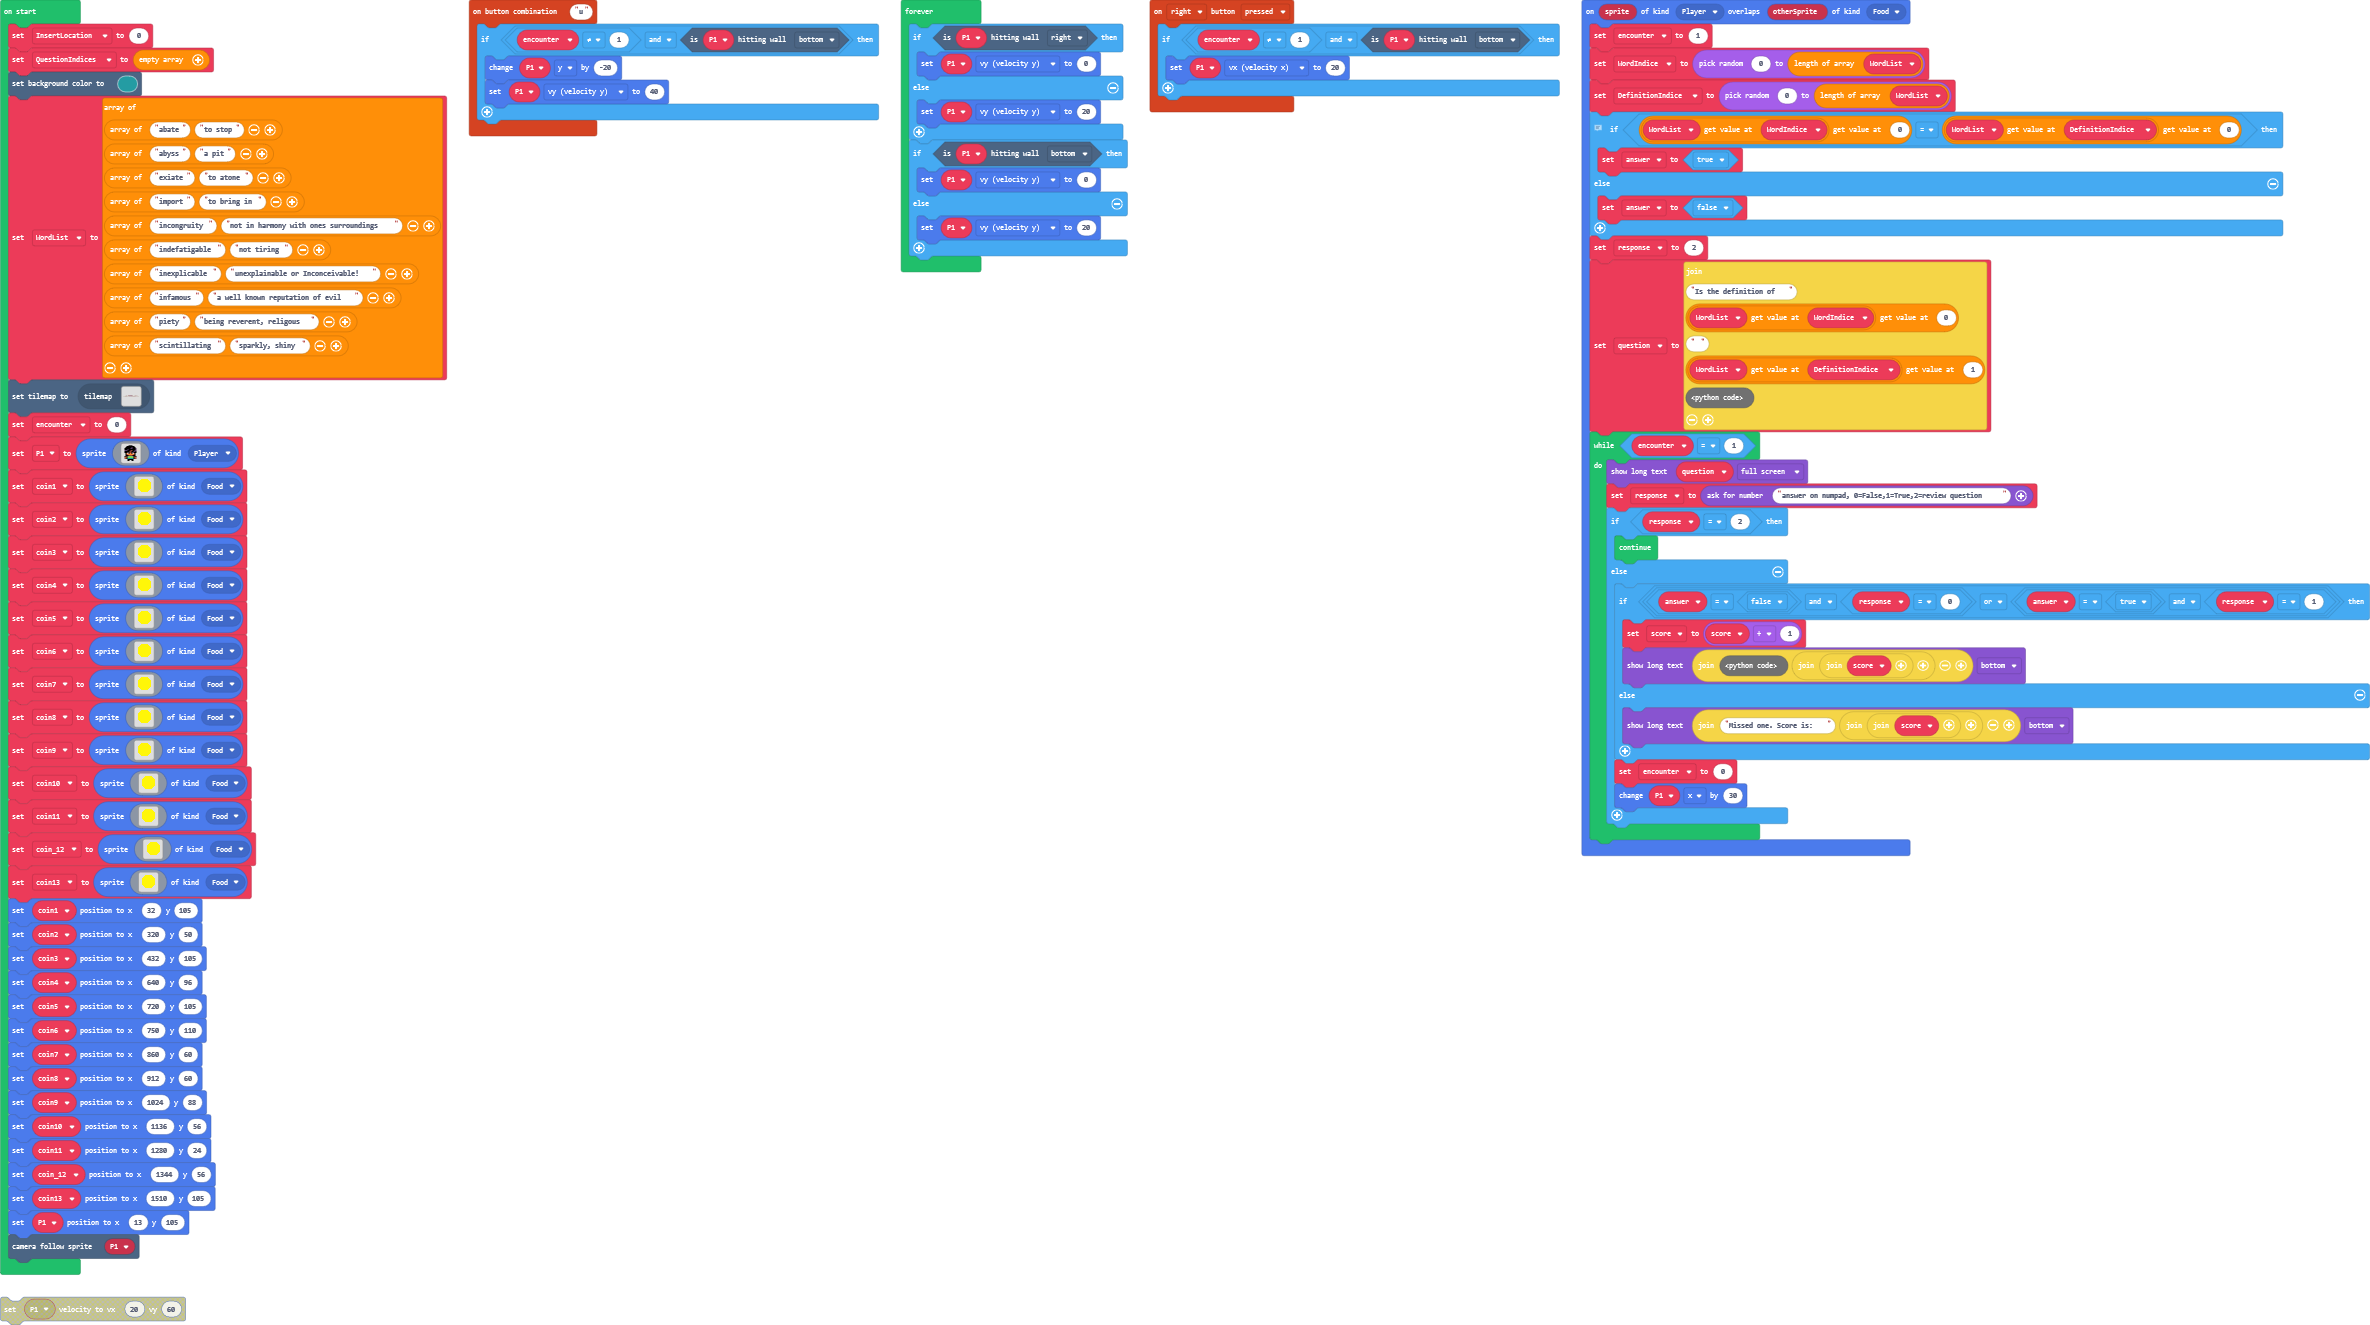 on start
set InsertLocation to 0
set QuestionIndices to empty array
set background color to
set WordList to
array of
array of "abate" "to stop"
array of "abyss" "a pit"
array of "exiate" "to atone"
array of "import" "to bring in"
array of "incongruity" "not in harmony with ones surroundings"
array of "indefatigable" "not tiring"
array of "inexplicable" "unexplainable or Inconceivable!"
array of "infamous" "a well known reputation of evil"
array of "piety" "being reverent, religous"
array of "scintillating" "sparkly, shiny"
set tilemap to tilemap
set encounter to 0
set P1 to sprite of kind Player
set coin1 to sprite of kind Food
set coin2 to sprite of kind Food
set coin3 to sprite of kind Food
set coin4 to sprite of kind Food
set coin5 to sprite of kind Food
set coin6 to sprite of kind Food
set coin7 to sprite of kind Food
set coin8 to sprite of kind Food
set coin9 to sprite of kind Food
set coin10 to sprite of kind Food
set coin11 to sprite of kind Food
set coin_12 to sprite of kind Food
set coin13 to sprite of kind Food
set coin1 position to x 32 y 105
set coin2 position to x 320 y 50
set coin3 position to x 432 y 105
set coin4 position to x 640 y 96
set coin5 position to x 720 y 105
set coin6 position to x 750 y 110
set coin7 position to x 860 y 60
set coin8 position to x 912 y 60
set coin9 position to x 1024 y 88
set coin10 position to x 1136 y 56
set coin11 position to x 1280 y 24
set coin_12 position to x 1344 y 56
set coin13 position to x 1510 y 105
set P1 position to x 13 y 105
camera follow sprite P1
set P1 velocity to vx 20 vy 60
on button combination "u"
if encounter ≠ 1 and is P1 hitting wall bottom then
change P1 y by -20
set P1 vy (velocity y) to 40
forever
if is P1 hitting wall right then
set P1 vy (velocity y) to 0
else
set P1 vy (velocity y) to 20
if is P1 hitting wall bottom then
set P1 vy (velocity y) to 0
else
set P1 vy (velocity y) to 20
on right button pressed
if encounter ≠ 1 and is P1 hitting wall bottom then
set P1 vx (velocity x) to 20
on sprite of kind Player overlaps otherSprite of kind Food
set encounter to 1
set WordIndice to pick random 0 to length of array WordList
set DefinitionIndice to pick random 0 to length of array WordList
if WordList get value at WordIndice get value at 0 = WordList get value at DefinitionIndice get value at 0 then
set answer to true
else
set answer to false
set response to 2
set question to
join
"Is the definition of "
WordList get value at WordIndice get value at 0
" "
WordList get value at DefinitionIndice get value at 1
<python code>
while encounter = 1
do
show long text question full screen
set response to ask for number "answer on numpad, 0=False,1=True,2=review question"
if response = 2 then
continue
else
if answer = false and response = 0 or answer = true and response = 1 then
set score to score + 1
show long text join <python code> join join score bottom
else
show long text join "Missed one. Score is: " join join score bottom
set encounter to 0
change P1 x by 30